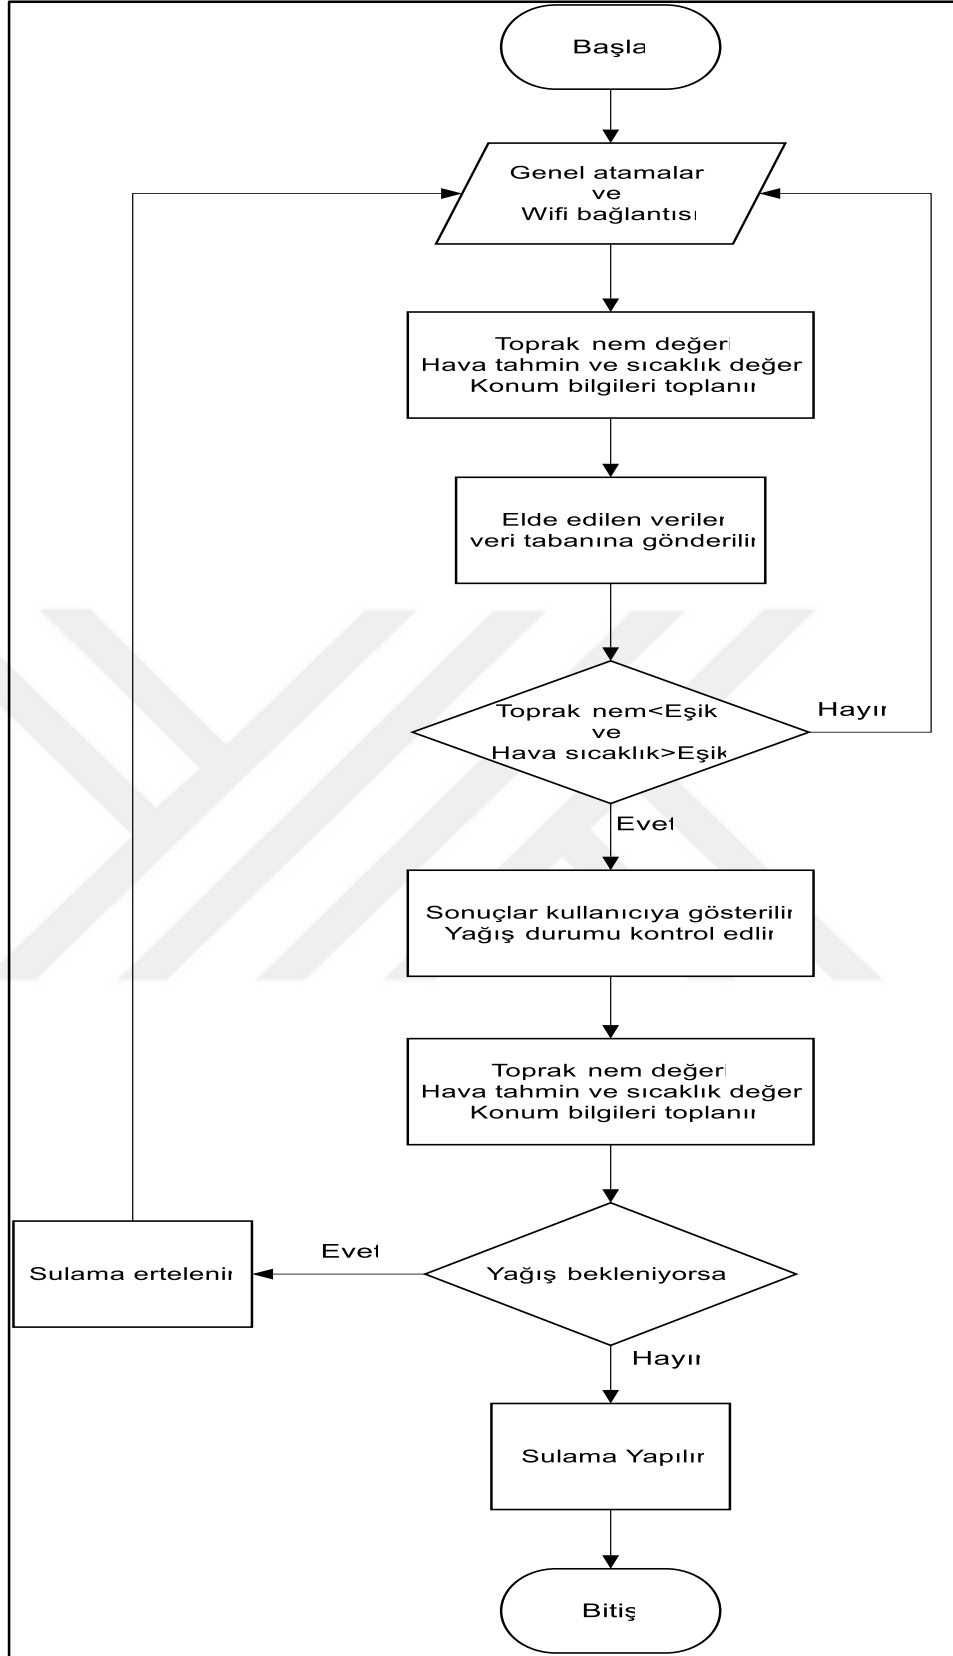 Başla
Genel atamalar
ve
Wifi bağlantısı
Toprak nem değeri
Hava tahmin ve sıcaklık değer
Konum bilgileri toplanır
Elde edilen veriler
veri tabanına gönderilir
Toprak nem<Eşik
ve
Hava sıcaklık>Eşik
Hayır
Evet
Sonuçlar kullanıcıya gösterilir
Yağış durumu kontrol edlir
Toprak nem değeri
Hava tahmin ve sıcaklık değer
Konum bilgileri toplanır
Evet
Sulama ertelenir
Yağış bekleniyorsa
Hayır
Sulama Yapılır
Bitiş